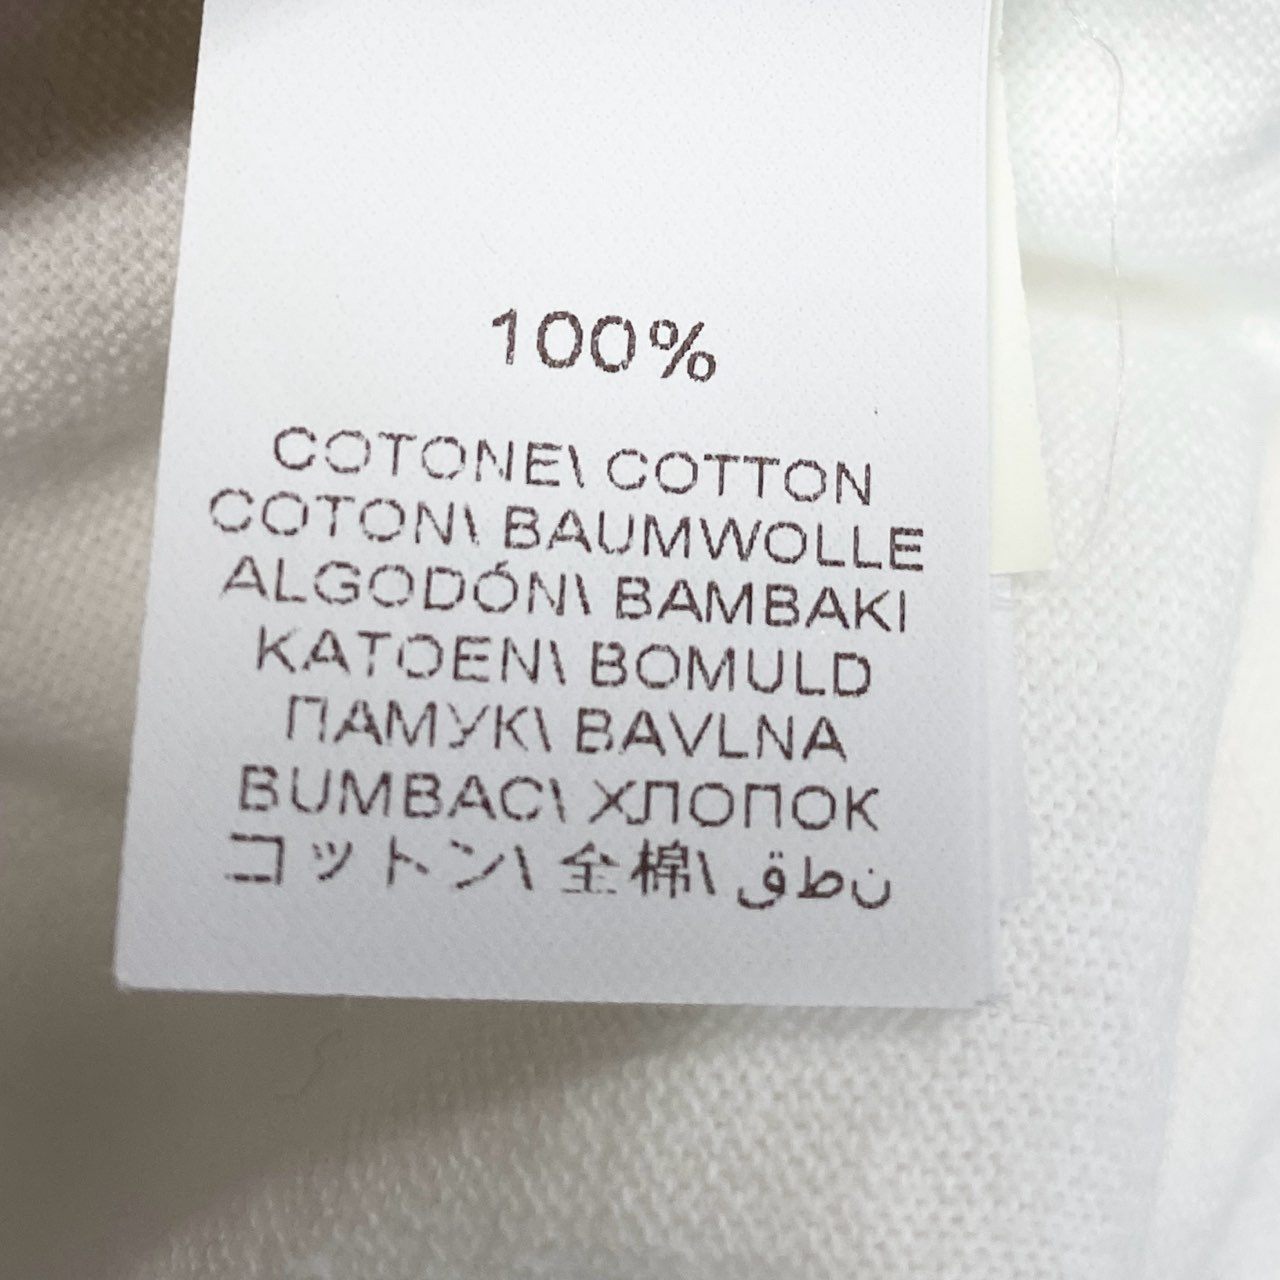 100%
COTONE\ COTTON
COTON\ BAUMWOLLE
ALGODÓN\ BAMBAKI
KATOEN\ BOMULD
ПАМУК\ BAVLNA
BUMBAC\ ХЛОПОК
コットン\ 全棉\ ن ط ق